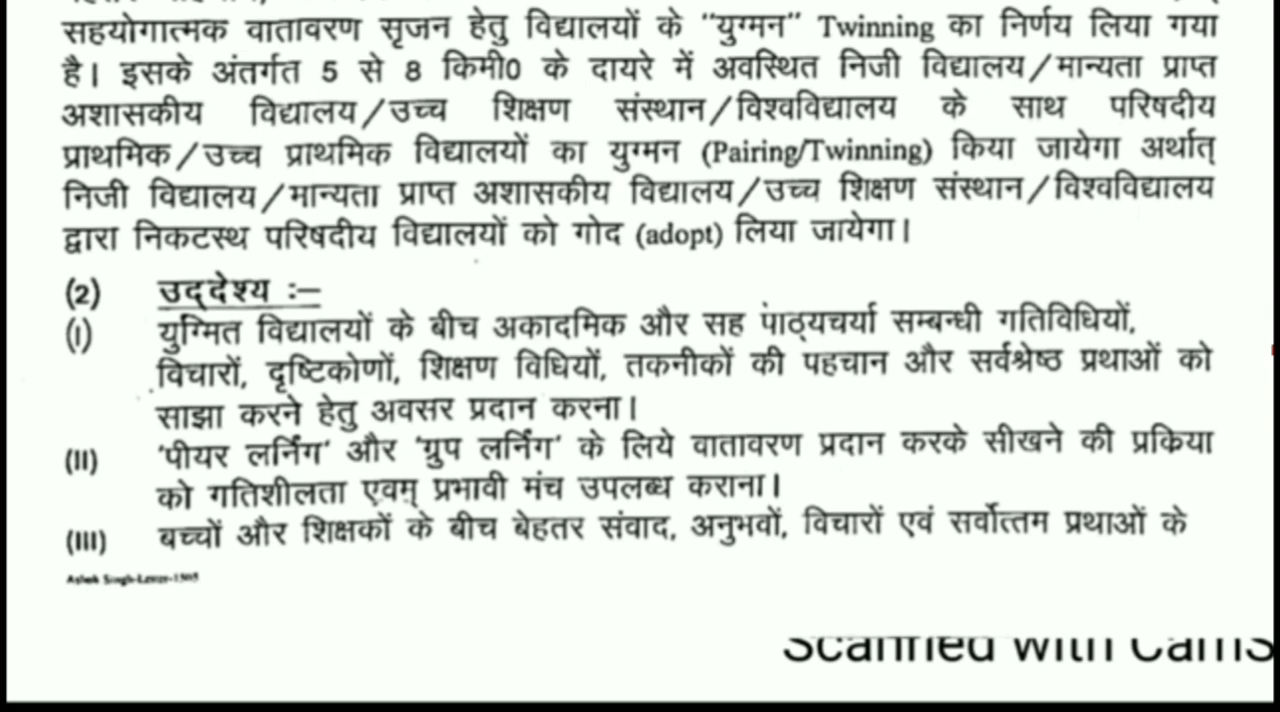 सहयोगात्मक वातावरण सृजन हेतु विद्यालयों के "युग्मन" Twinning का निर्णय लिया गया
है। इसके अंतर्गत 5 से 8 किमी0 के दायरे में अवस्थित निजी विद्यालय/मान्यता प्राप्त
अशासकीय विद्यालय/उच्च शिक्षण संस्थान/विश्वविद्यालय के साथ परिषदीय
प्राथमिक/उच्च प्राथमिक विद्यालयों का युग्मन (Pairing/Twinning) किया जायेगा अर्थात्
निजी विद्यालय/मान्यता प्राप्त अशासकीय विद्यालय/उच्च शिक्षण संस्थान/विश्वविद्यालय
द्वारा निकटस्थ परिषदीय विद्यालयों को गोद (adopt) लिया जायेगा।
(2) उद्देश्य :–
(I) युग्मित विद्यालयों के बीच अकादमिक और सह पाठ्यचर्या सम्बन्धी गतिविधियों,
विचारों, दृष्टिकोणों, शिक्षण विधियों, तकनीकों की पहचान और सर्वश्रेष्ठ प्रथाओं को
साझा करने हेतु अवसर प्रदान करना।
(II) 'पीयर लर्निंग' और 'ग्रुप लर्निंग' के लिये वातावरण प्रदान करके सीखने की प्रकिया
को गतिशीलता एवम् प्रभावी मंच उपलब्ध कराना।
(III) बच्चों और शिक्षकों के बीच बेहतर संवाद, अनुभवों, विचारों एवं सर्वोत्तम प्रथाओं के
Ashok Singh-Letter-1505
Scanned with CamS